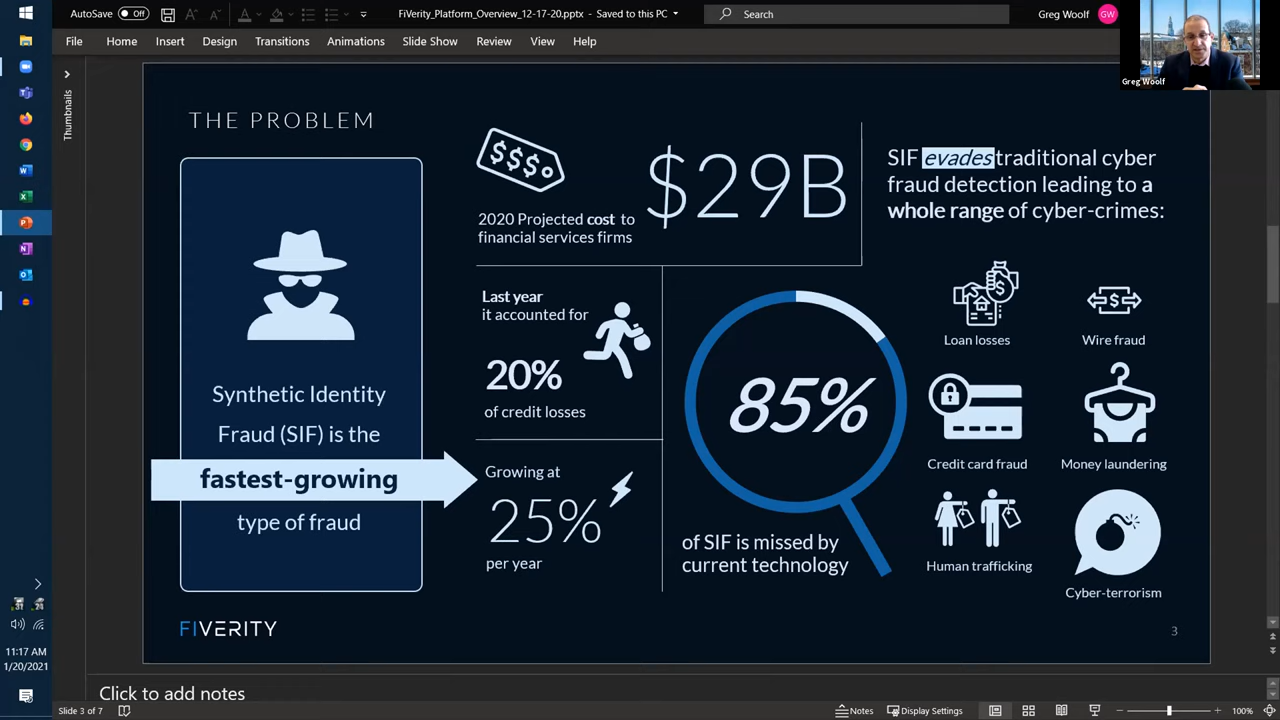 AutoSave Off
FiVerity_Platform_Overview_12-17-20.pptx - Saved to this PC
Search
Greg Woolf GW
File Home Insert Design Transitions Animations Slide Show Review View Help
Greg Woolf
Thumbnails
THE PROBLEM
Synthetic Identity
Fraud (SIF) is the
fastest-growing
type of fraud
$$$
2020 Projected cost to
financial services firms
$29B
Last year
it accounted for
20%
of credit losses
Growing at
25%
per year
85%
of SIF is missed by
current technology
SIF evades traditional cyber
fraud detection leading to a
whole range of cyber-crimes:
Loan losses
Wire fraud
Credit card fraud
Money laundering
Human trafficking
Cyber-terrorism
FIVERITY
3
11:17 AM
1/20/2021
Click to add notes
Slide 3 of 7
Notes
Display Settings
100%